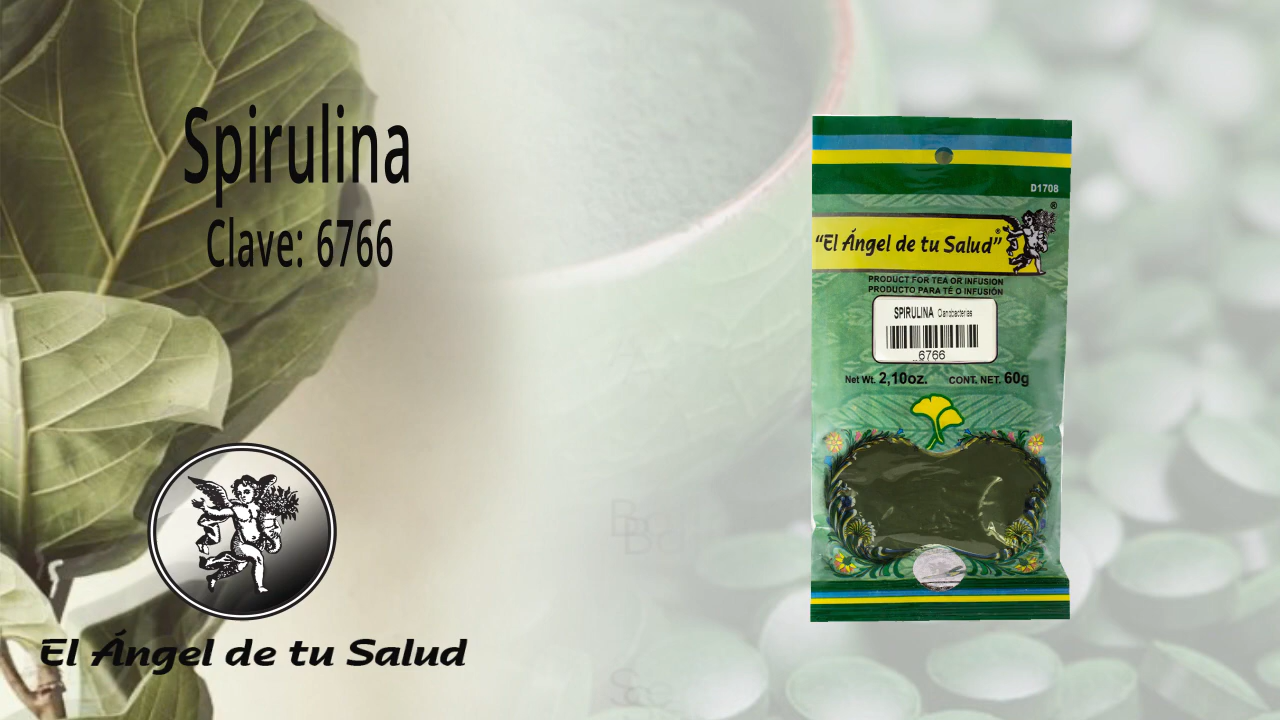 Spirulina
Clave: 6766
El Ángel de tu Salud
D1708
®
"El Ángel de tu Salud"®
PRODUCT FOR TEA OR INFUSION
PRODUCTO PARA TÉ O INFUSIÓN
SPIRULINA Cianobacterias
6766
Net Wt. 2,10oz. CONT. NET. 60g